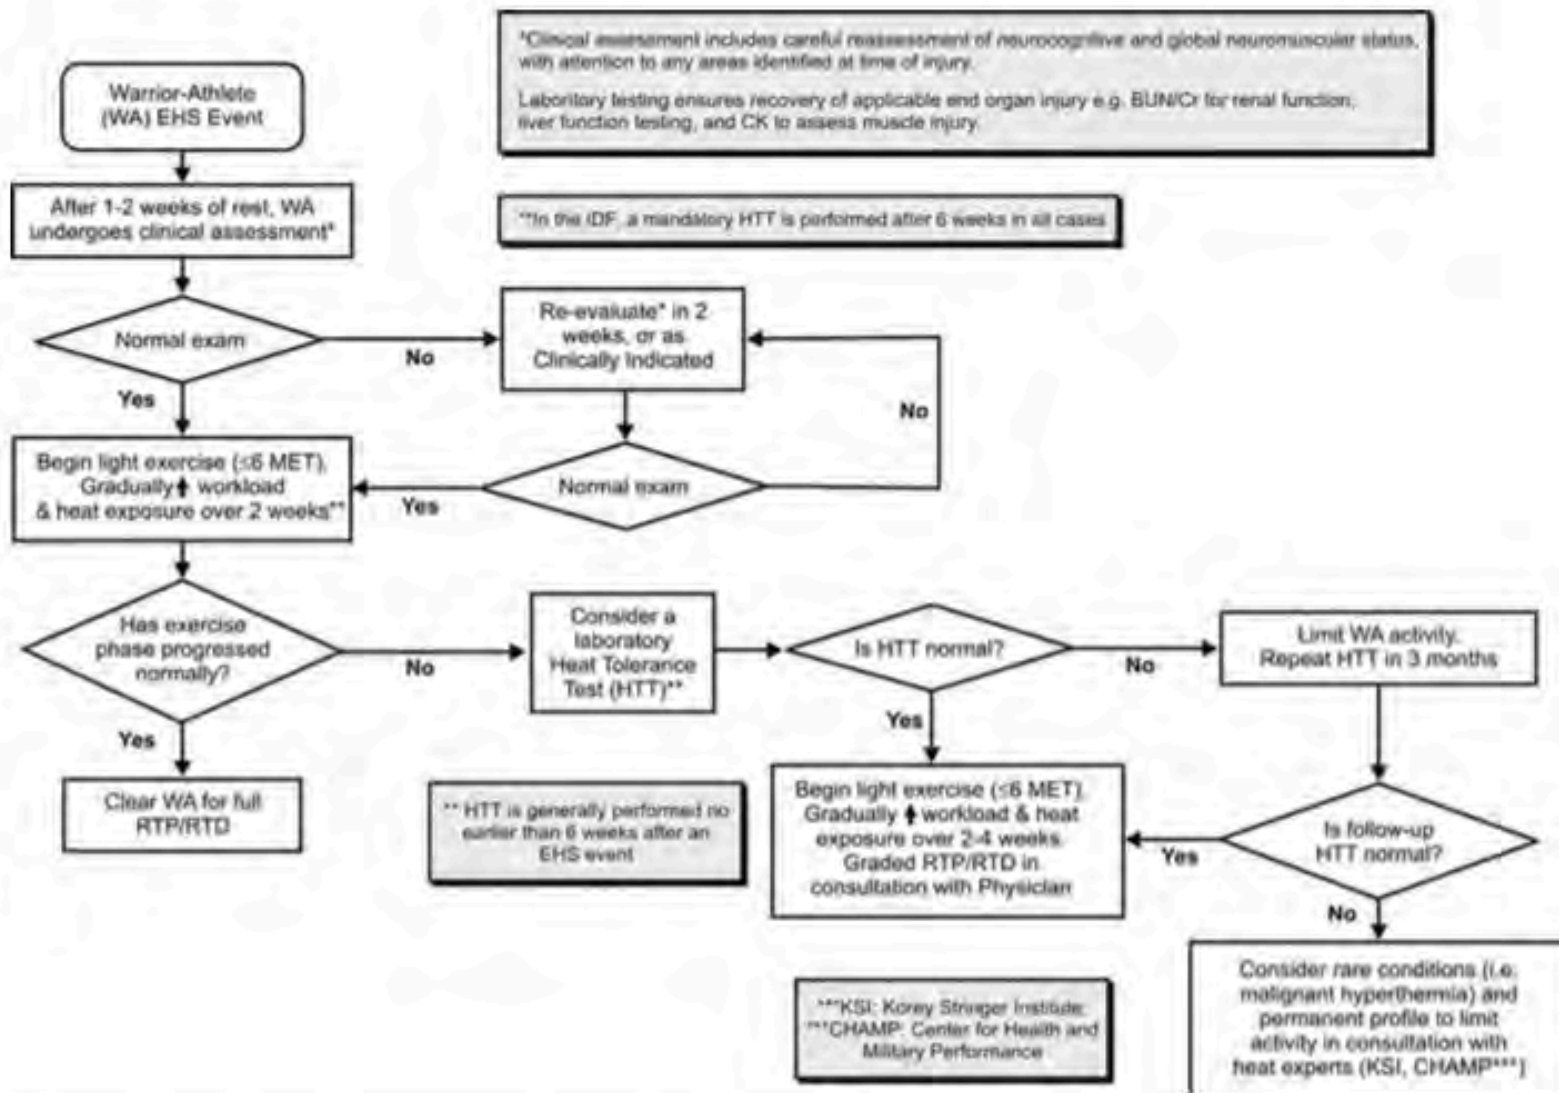 *Clinical assessment includes careful reassessment of neurocognitive and global neuromuscular status,
with attention to any areas identified at time of injury.
Laboritory testing ensures recovery of applicable end organ injury e.g. BUN/Cr for renal function,
liver function testing, and CK to assess muscle injury.
Warrior-Athlete
(WA) EHS Event
After 1-2 weeks of rest, WA
undergoes clinical assessment*
**In the IDF, a mandatory HTT is performed after 6 weeks in all cases
Normal exam
No
Re-evaluate* in 2
weeks, or as
Clinically Indicated
Yes
No
Begin light exercise (≤6 MET),
Gradually ↑ workload
& heat exposure over 2 weeks**
Yes
Normal exam
Has exercise
phase progressed
normally?
No
Consider a
laboratory
Heat Tolerance
Test (HTT)**
Is HTT normal?
No
Limit WA activity.
Repeat HTT in 3 months
Yes
Yes
Clear WA for full
RTP/RTD
** HTT is generally performed no
earlier than 6 weeks after an
EHS event
Begin light exercise (≤6 MET),
Gradually ↑ workload & heat
exposure over 2-4 weeks.
Graded RTP/RTD in
consultation with Physician
Yes
Is follow-up
HTT normal?
No
***KSI: Korey Stringer Institute;
***CHAMP: Center for Health and
Military Performance
Consider rare conditions (i.e.
malignant hyperthermia) and
permanent profile to limit
activity in consultation with
heat experts (KSI, CHAMP***)